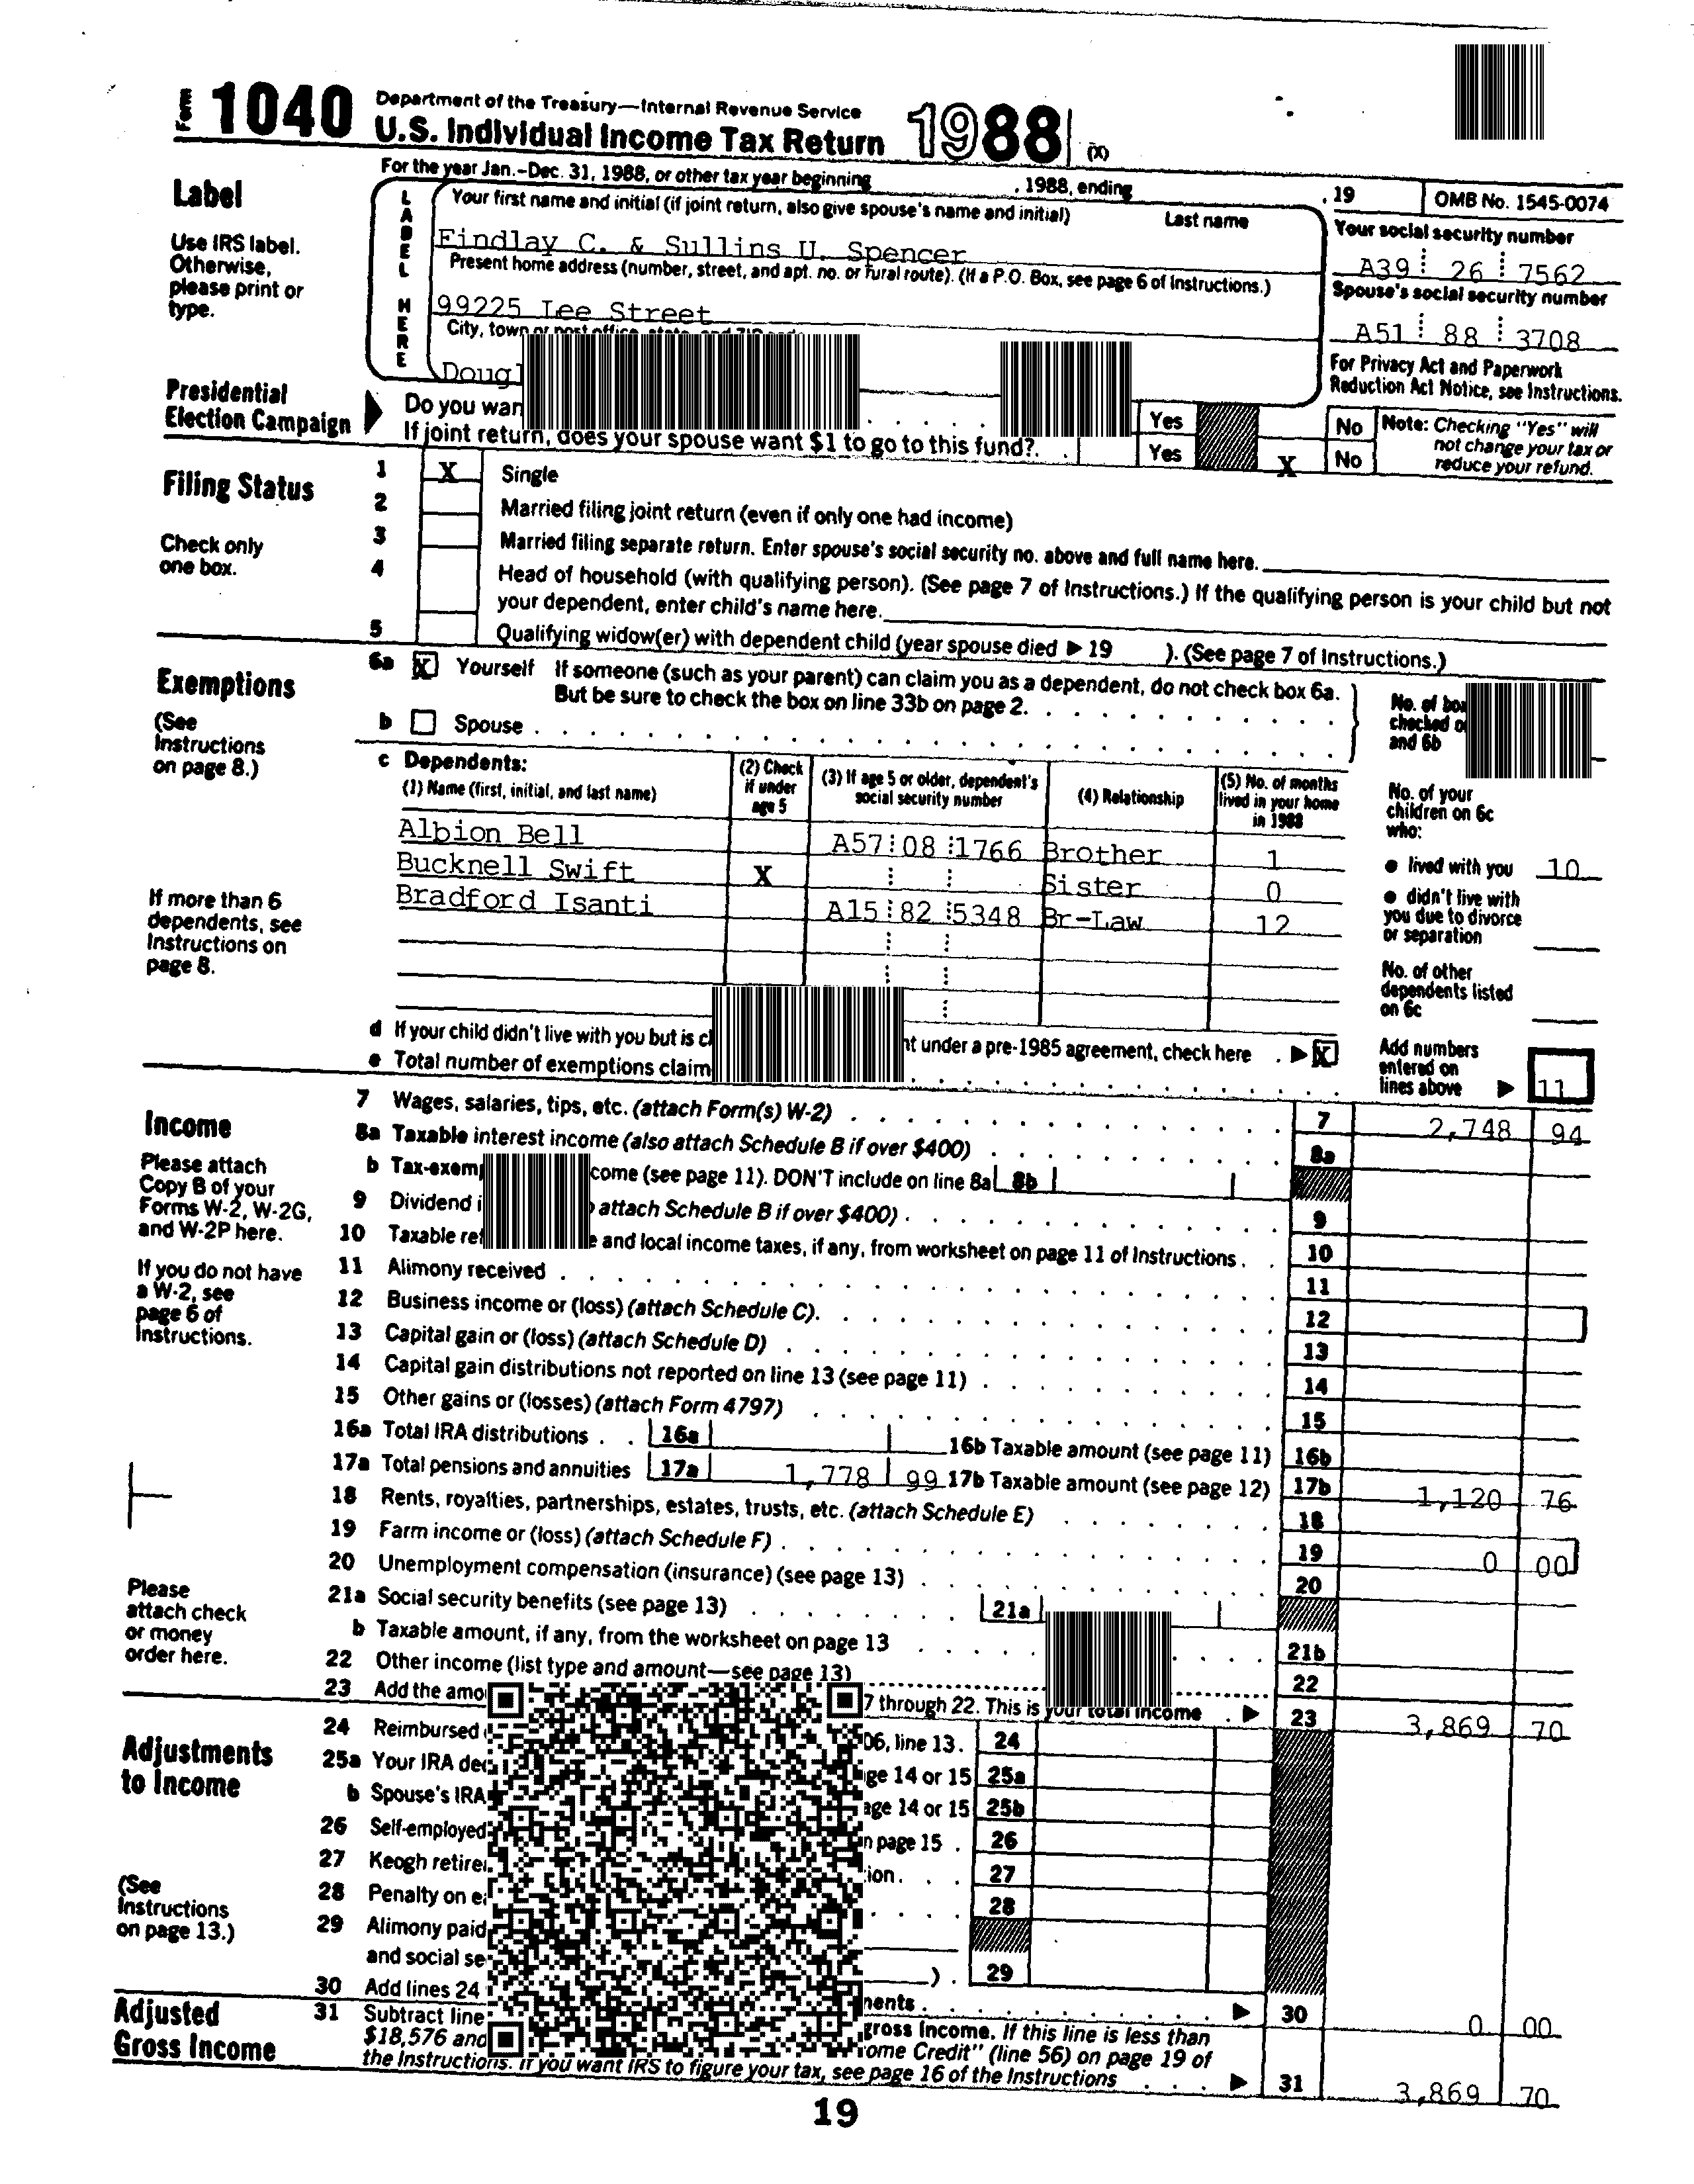 Form 1040 Department of the Treasury—Internal Revenue Service
U.S. Individual Income Tax Return 1988 (X)
For the year Jan.–Dec. 31, 1988, or other tax year beginning , 1988, ending , 19 OMB No. 1545-0074
Label
Use IRS label.
Otherwise,
please print or
type.
LABEL HERE
Your first name and initial (if joint return, also give spouse's name and initial) Last name
Findlay C. & Sullins U. Spencer
Present home address (number, street, and apt. no. or rural route). (If a P.O. Box, see page 6 of Instructions.)
99225 Lee Street
City, town or post office, state, and ZIP
Dougl
Your social security number
A39 26 7562
Spouse's social security number
A51 88 3708
For Privacy Act and Paperwork
Reduction Act Notice, see Instructions.
Presidential
Election Campaign
Do you wan Yes No
If joint return, does your spouse want $1 to go to this fund?. Yes X No
Note: Checking "Yes" will
not change your tax or
reduce your refund.
Filing Status
Check only
one box.
1 X Single
2 Married filing joint return (even if only one had income)
3 Married filing separate return. Enter spouse's social security no. above and full name here.
4 Head of household (with qualifying person). (See page 7 of Instructions.) If the qualifying person is your child but not
your dependent, enter child's name here.
5 Qualifying widow(er) with dependent child (year spouse died ▶ 19 ). (See page 7 of Instructions.)
Exemptions
(See
Instructions
on page 8.)
If more than 6
dependents, see
Instructions on
page 8.
6a X Yourself If someone (such as your parent) can claim you as a dependent, do not check box 6a.
But be sure to check the box on line 33b on page 2.
b Spouse
No. of
checked
and 6b
c Dependents:
(1) Name (first, initial, and last name) (2) Check if under age 5 (3) If age 5 or older, dependent's social security number (4) Relationship (5) No. of months lived in your home in 1988
Albion Bell A57 08 1766 Brother 1
Bucknell Swift X Sister 0
Bradford Isanti A15 82 5348 Br-Law 12
No. of your
children on 6c
who:
● lived with you 10
● didn't live with
you due to divorce
or separation
No. of other
dependents listed
on 6c
d If your child didn't live with you but is cl nt under a pre-1985 agreement, check here . ▶ X
e Total number of exemptions claim
Add numbers
entered on
lines above ▶ 11
Income
Please attach
Copy B of your
Forms W-2, W-2G,
and W-2P here.
If you do not have
a W-2, see
page 6 of
Instructions.
Please
attach check
or money
order here.
7 Wages, salaries, tips, etc. (attach Form(s) W-2) 7 2,748 94
8a Taxable interest income (also attach Schedule B if over $400) 8a
b Tax-exem come (see page 11). DON'T include on line 8a 8b
9 Dividend i attach Schedule B if over $400) 9
10 Taxable ref e and local income taxes, if any, from worksheet on page 11 of Instructions 10
11 Alimony received 11
12 Business income or (loss) (attach Schedule C). 12
13 Capital gain or (loss) (attach Schedule D) 13
14 Capital gain distributions not reported on line 13 (see page 11) 14
15 Other gains or (losses) (attach Form 4797) 15
16a Total IRA distributions 16a 16b Taxable amount (see page 11) 16b
17a Total pensions and annuities 17a 1,778 99 17b Taxable amount (see page 12) 17b 1,120 76
18 Rents, royalties, partnerships, estates, trusts, etc. (attach Schedule E) 18
19 Farm income or (loss) (attach Schedule F) 19 0 00
20 Unemployment compensation (insurance) (see page 13) 20
21a Social security benefits (see page 13) 21a
b Taxable amount, if any, from the worksheet on page 13 21b
22 Other income (list type and amount—see page 13) 22
23 Add the amo 7 through 22. This is your total income ▶ 23 3,869 70
Adjustments
to Income
(See
Instructions
on page 13.)
24 Reimbursed 06, line 13. 24
25a Your IRA de ge 14 or 15 25a
b Spouse's IRA age 14 or 15 25b
26 Self-employed n page 15 . 26
27 Keogh retire ion. 27
28 Penalty on e 28
29 Alimony paid
and social se ) . 29
30 Add lines 24 ments . ▶ 30 0 00
Adjusted
Gross Income
31 Subtract line gross income. If this line is less than
$18,576 and ome Credit" (line 56) on page 19 of
the Instructions. If you want IRS to figure your tax, see page 16 of the Instructions ▶ 31 3,869 70
19